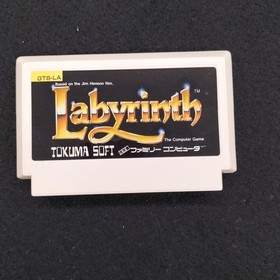 GTS-LA
Based on the Jim Henson film.
Labyrinth™
The Computer Game
TOKUMA SOFT ファミリー コンピュータ